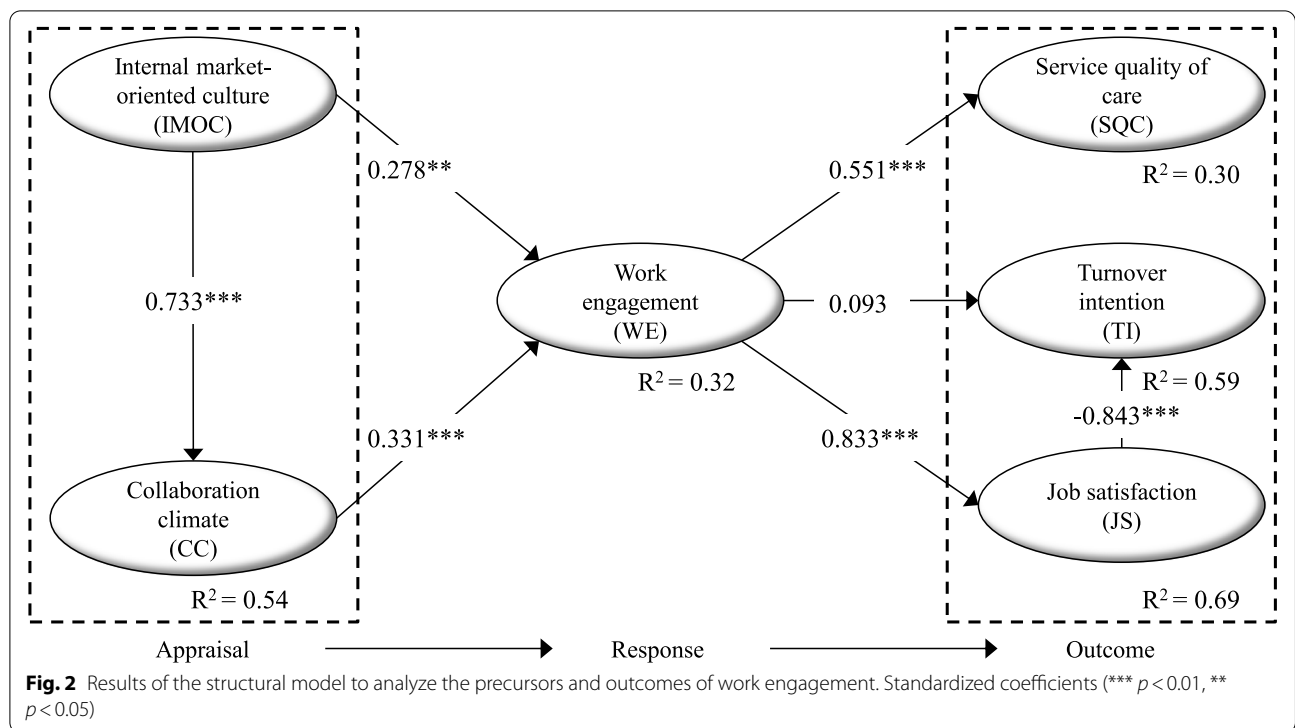 Internal market-
oriented culture
(IMOC)
0.733***
Collaboration
climate
(CC)
R² = 0.54
0.278**
0.331***
Work
engagement
(WE)
R² = 0.32
0.551***
0.093
0.833***
Service quality of
care
(SQC)
R² = 0.30
Turnover
intention
(TI)
R² = 0.59
-0.843***
Job satisfaction
(JS)
R² = 0.69
Appraisal
Response
Outcome
Fig. 2 Results of the structural model to analyze the precursors and outcomes of work engagement. Standardized coefficients (*** p < 0.01, **
p < 0.05)